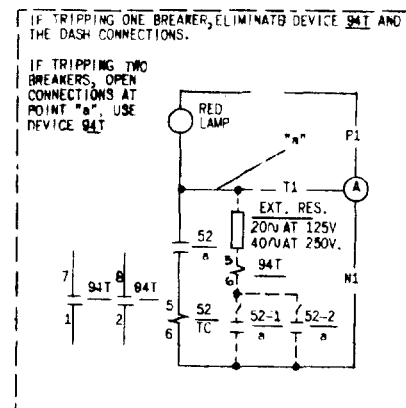 IF TRIPPING ONE BREAKER, ELIMINATE DEVICE 94T AND
THE DASH CONNECTIONS.
IF TRIPPING TWO
BREAKERS, OPEN
CONNECTIONS AT
POINT "a". USE
DEVICE 94T
RED
LAMP
"a"
P1
T1
A
EXT. RES.
20Ω AT 125V
40Ω AT 250V.
52
a
5
6
94T
N1
7
94T
1
8
94T
2
5
6
52
TC
52-1
a
52-2
a